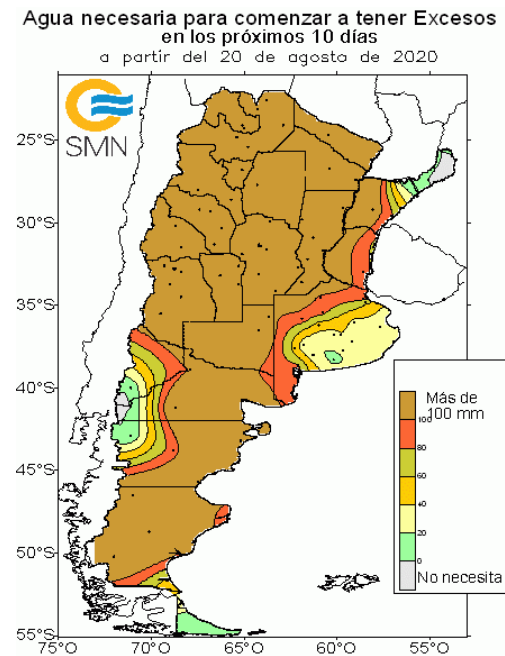 Agua necesaria para comenzar a tener Excesos
en los próximos 10 días
a partir del 20 de agosto de 2020
SMN
25°S
30°S
35°S
40°S
45°S
50°S
55°S
75°O
70°O
65°O
60°O
55°O
Más de
100 mm
100
80
60
40
20
0
No necesita